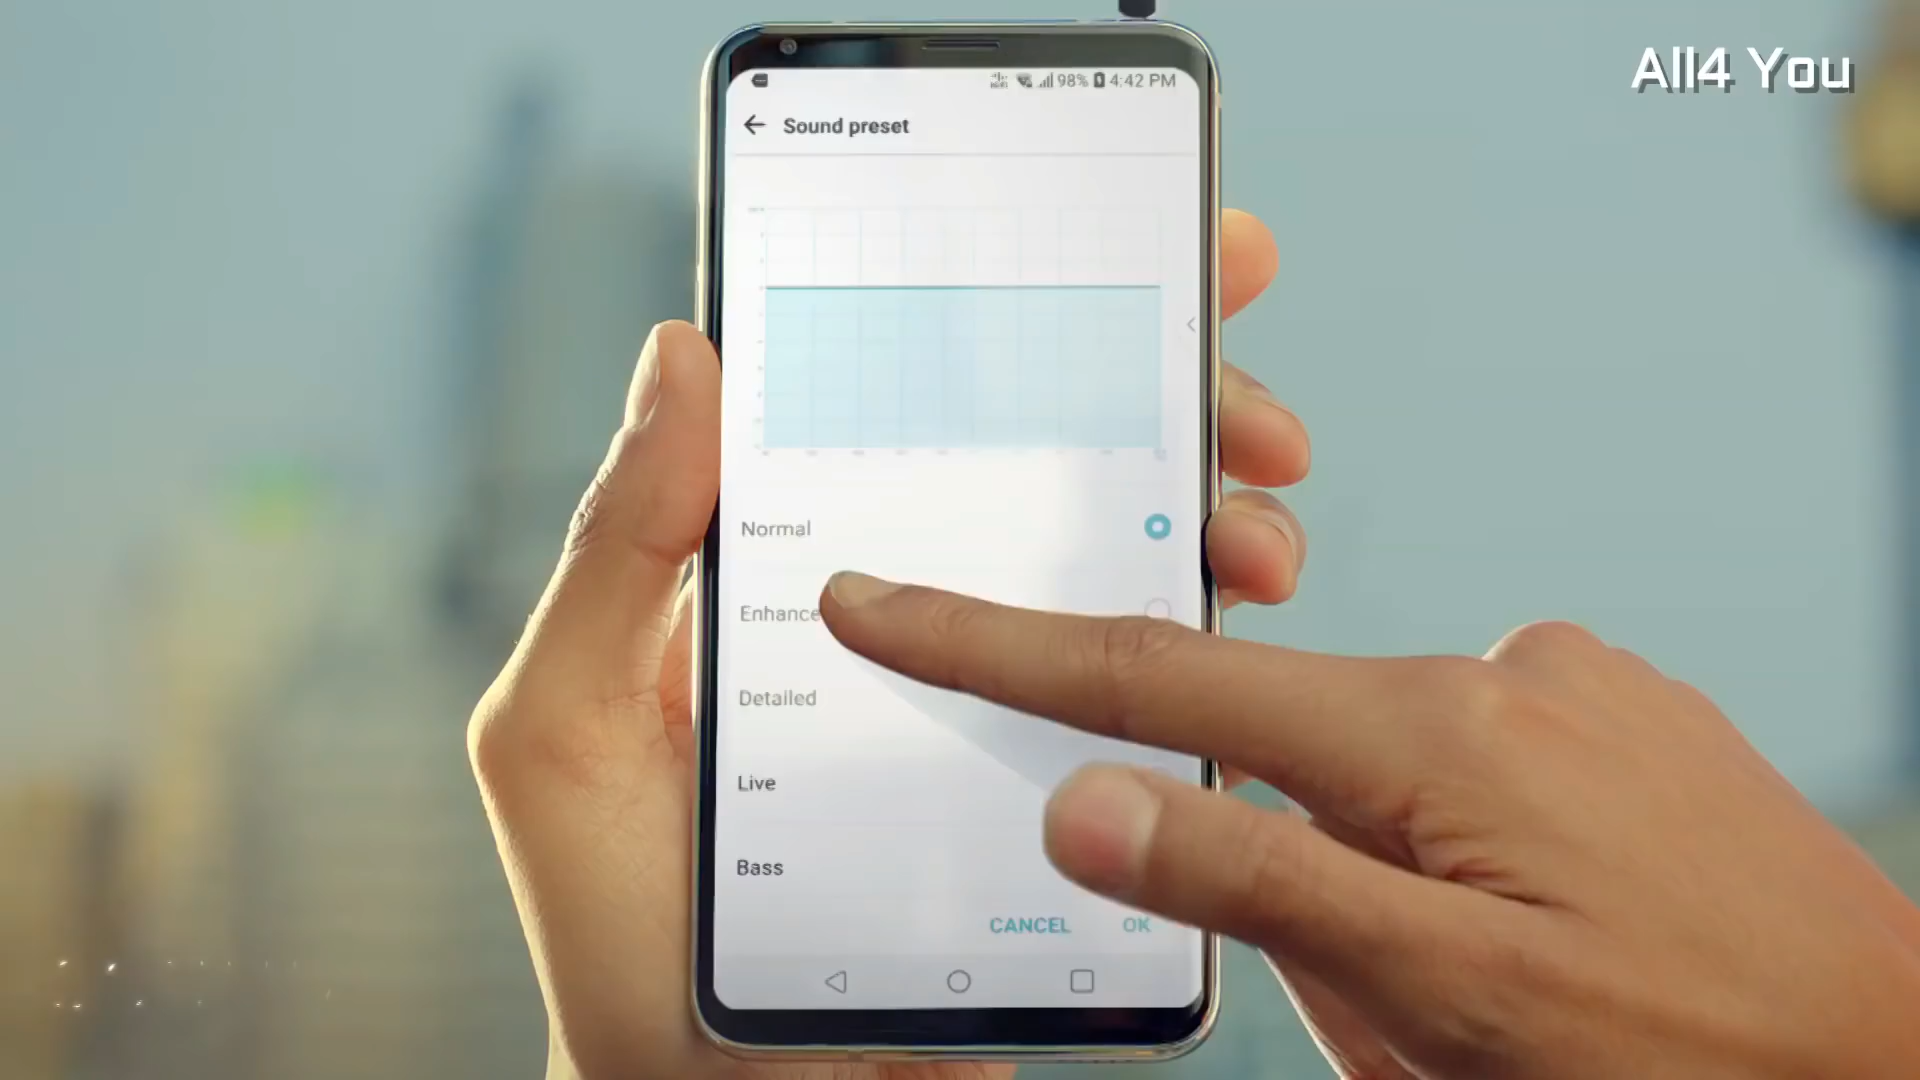 All4 You
98% 4:42 PM
Sound preset
Normal
Enhance
Detailed
Live
Bass
CANCEL OK